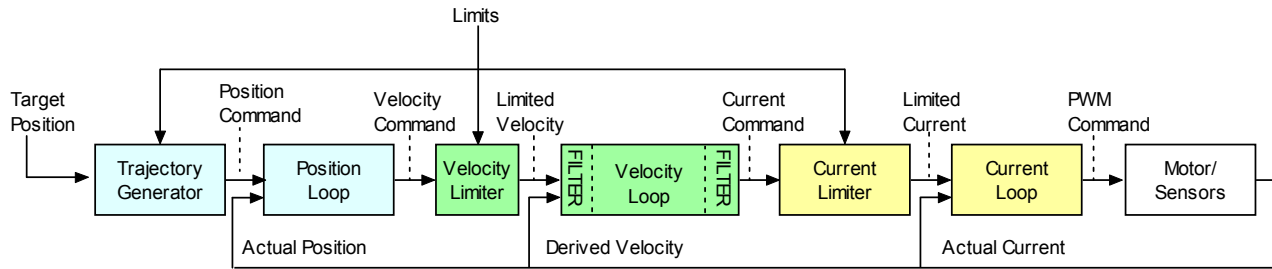 Limits
Target
Position
Position
Command
Velocity
Command
Limited
Velocity
Current
Command
Limited
Current
PWM
Command
Trajectory
Generator
Position
Loop
Velocity
Limiter
FILTER
Velocity
Loop
FILTER
Current
Limiter
Current
Loop
Motor/
Sensors
Actual Position
Derived Velocity
Actual Current